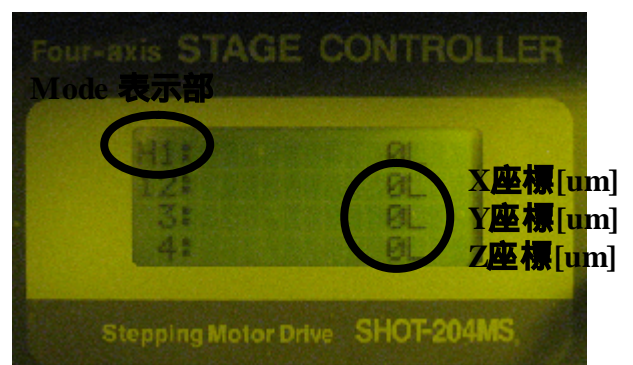 Four-axis STAGE CONTROLLER
Mode 表示部
H1: 0L
I2: 0L
3: 0L
4: 0L
X座標[um]
Y座標[um]
Z座標[um]
Stepping Motor Drive SHOT-204MS